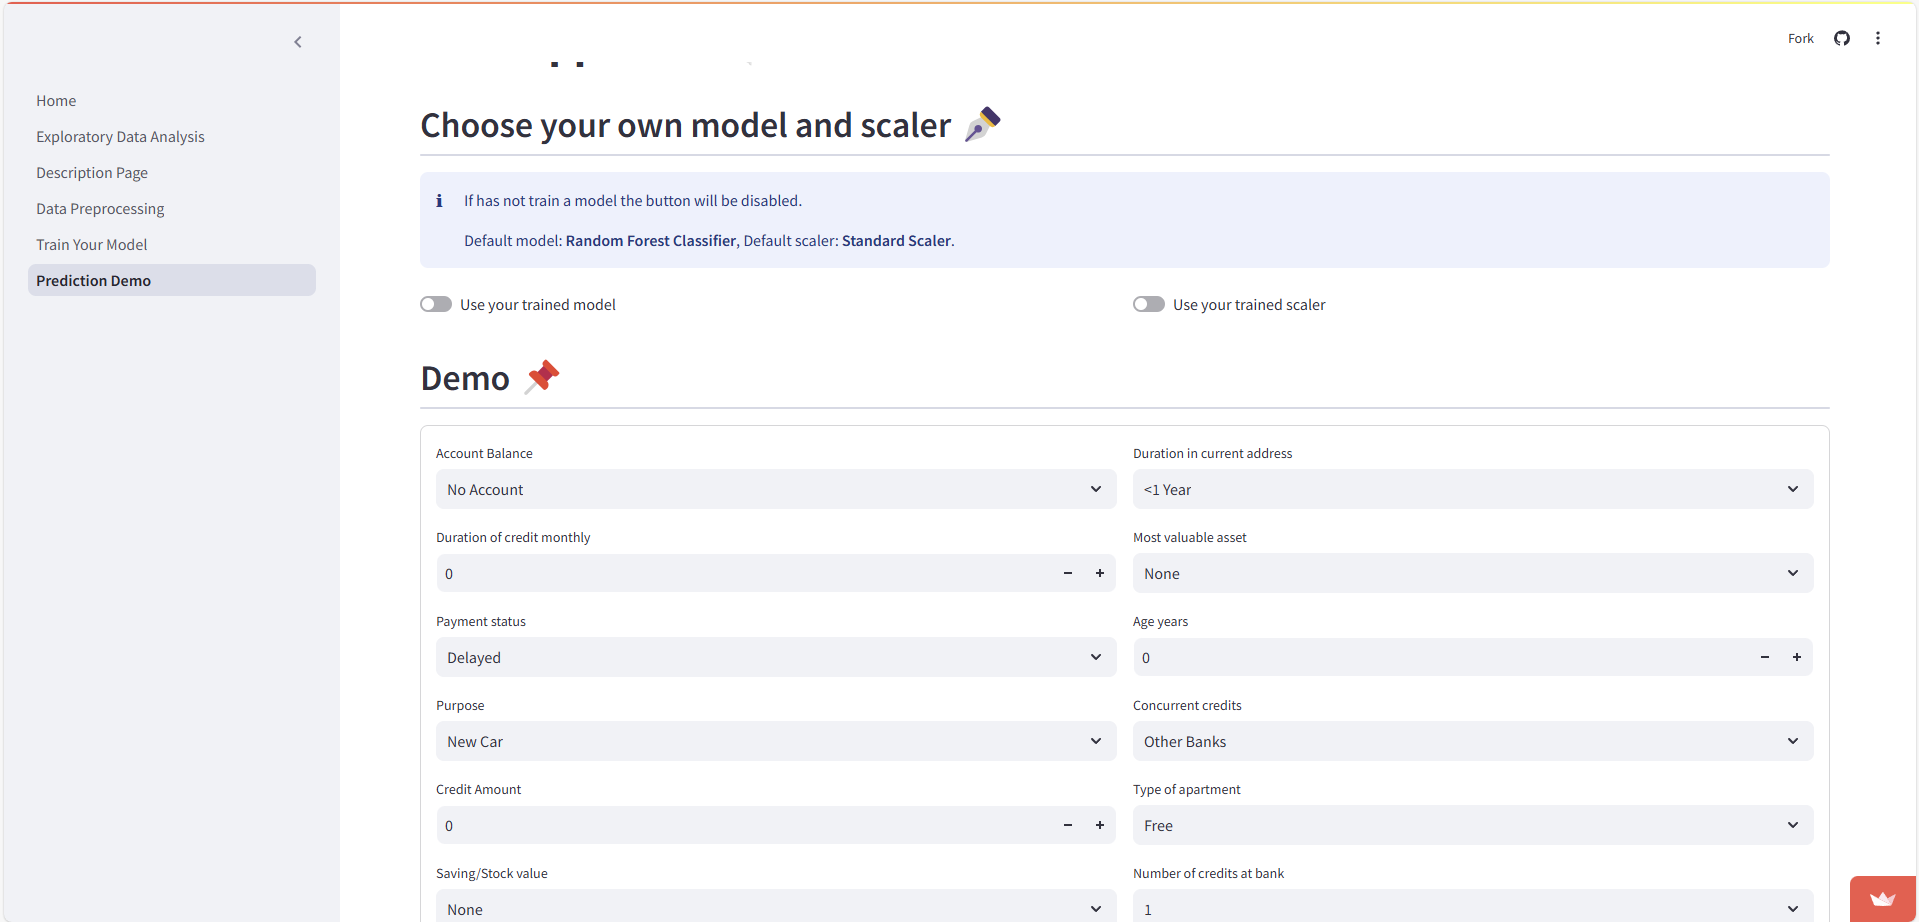 Fork
Home
Exploratory Data Analysis
Description Page
Data Preprocessing
Train Your Model
Prediction Demo
Choose your own model and scaler
If has not train a model the button will be disabled.
Default model: Random Forest Classifier, Default scaler: Standard Scaler.
Use your trained model
Use your trained scaler
Demo
Account Balance
No Account
Duration in current address
<1 Year
Duration of credit monthly
0
Most valuable asset
None
Payment status
Delayed
Age years
0
Purpose
New Car
Concurrent credits
Other Banks
Credit Amount
0
Type of apartment
Free
Saving/Stock value
None
Number of credits at bank
1